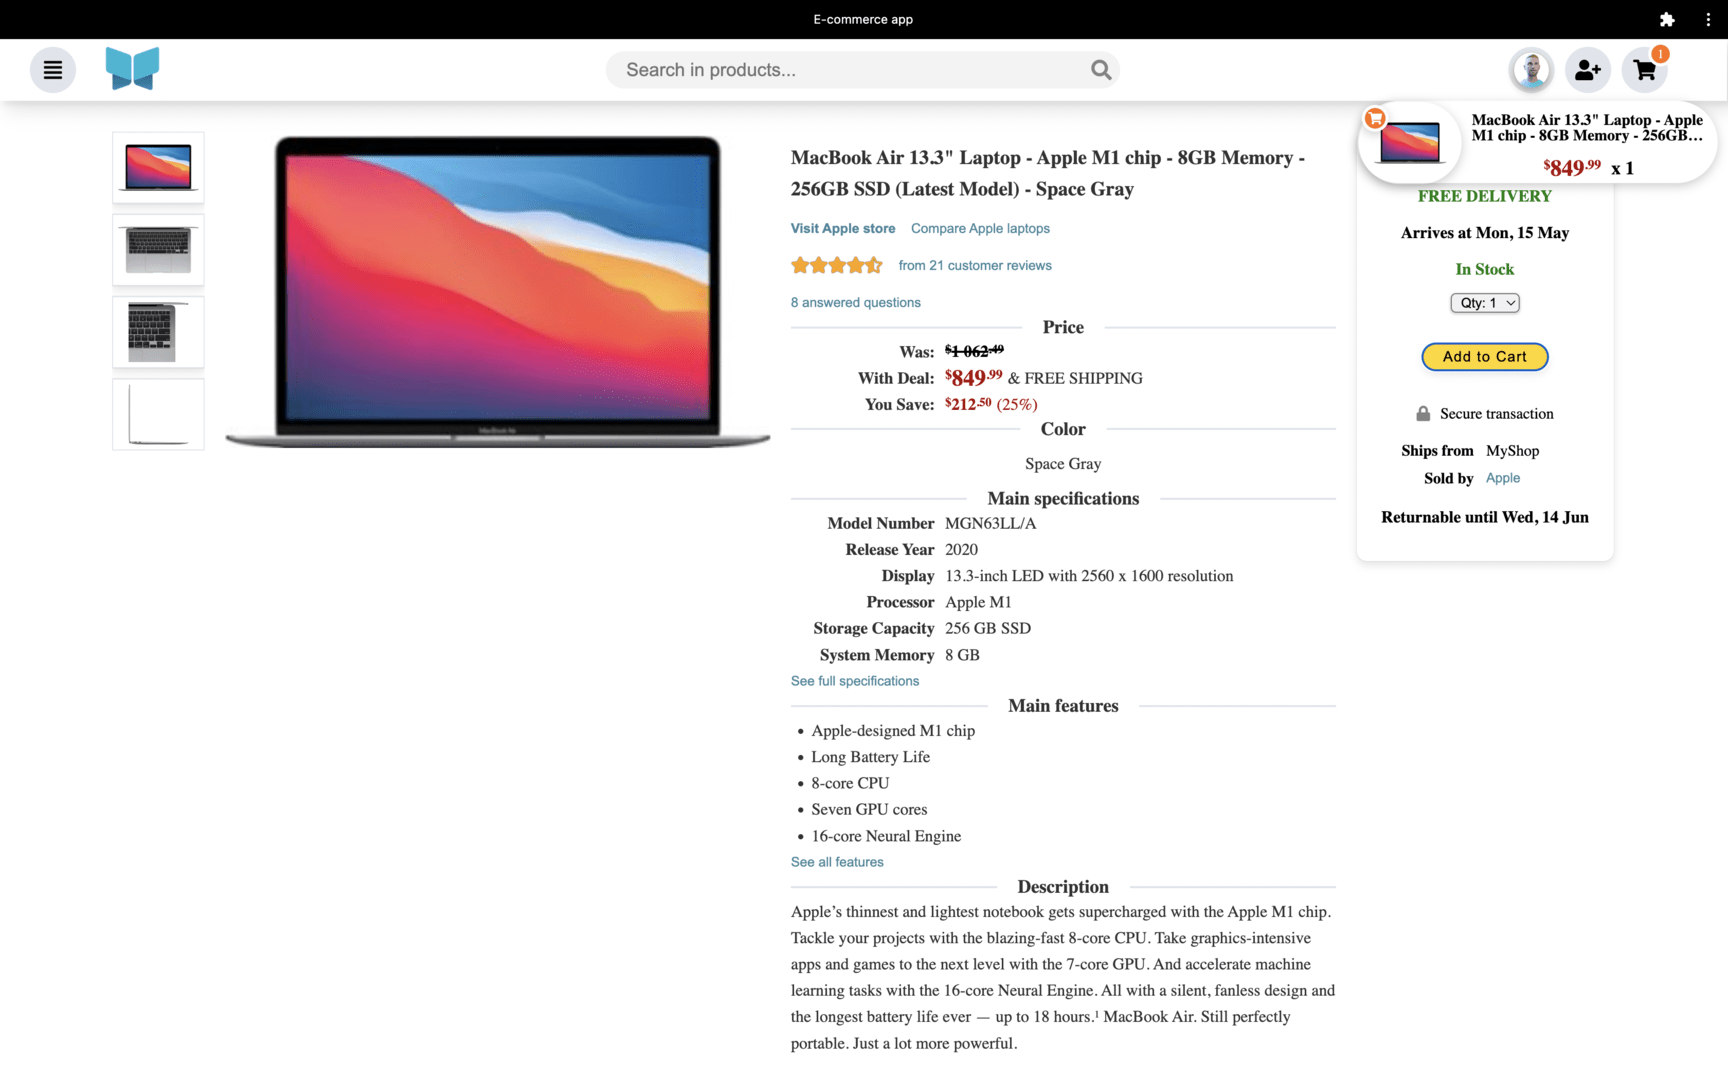 E-commerce app
Search in products...
1
MacBook Air 13.3" Laptop - Apple
M1 chip - 8GB Memory - 256GB...
$849.99 x 1
MacBook Air
MacBook Air 13.3" Laptop - Apple M1 chip - 8GB Memory -
256GB SSD (Latest Model) - Space Gray
Visit Apple store Compare Apple laptops
from 21 customer reviews
8 answered questions
Price
Was: $1 062.49
With Deal: $849.99 & FREE SHIPPING
You Save: $212.50 (25%)
Color
Space Gray
Main specifications
Model Number MGN63LL/A
Release Year 2020
Display 13.3-inch LED with 2560 x 1600 resolution
Processor Apple M1
Storage Capacity 256 GB SSD
System Memory 8 GB
See full specifications
Main features
• Apple-designed M1 chip
• Long Battery Life
• 8-core CPU
• Seven GPU cores
• 16-core Neural Engine
See all features
Description
Apple’s thinnest and lightest notebook gets supercharged with the Apple M1 chip.
Tackle your projects with the blazing-fast 8-core CPU. Take graphics-intensive
apps and games to the next level with the 7-core GPU. And accelerate machine
learning tasks with the 16-core Neural Engine. All with a silent, fanless design and
the longest battery life ever — up to 18 hours.¹ MacBook Air. Still perfectly
portable. Just a lot more powerful.
FREE DELIVERY
Arrives at Mon, 15 May
In Stock
Qty: 1
Add to Cart
Secure transaction
Ships from MyShop
Sold by Apple
Returnable until Wed, 14 Jun